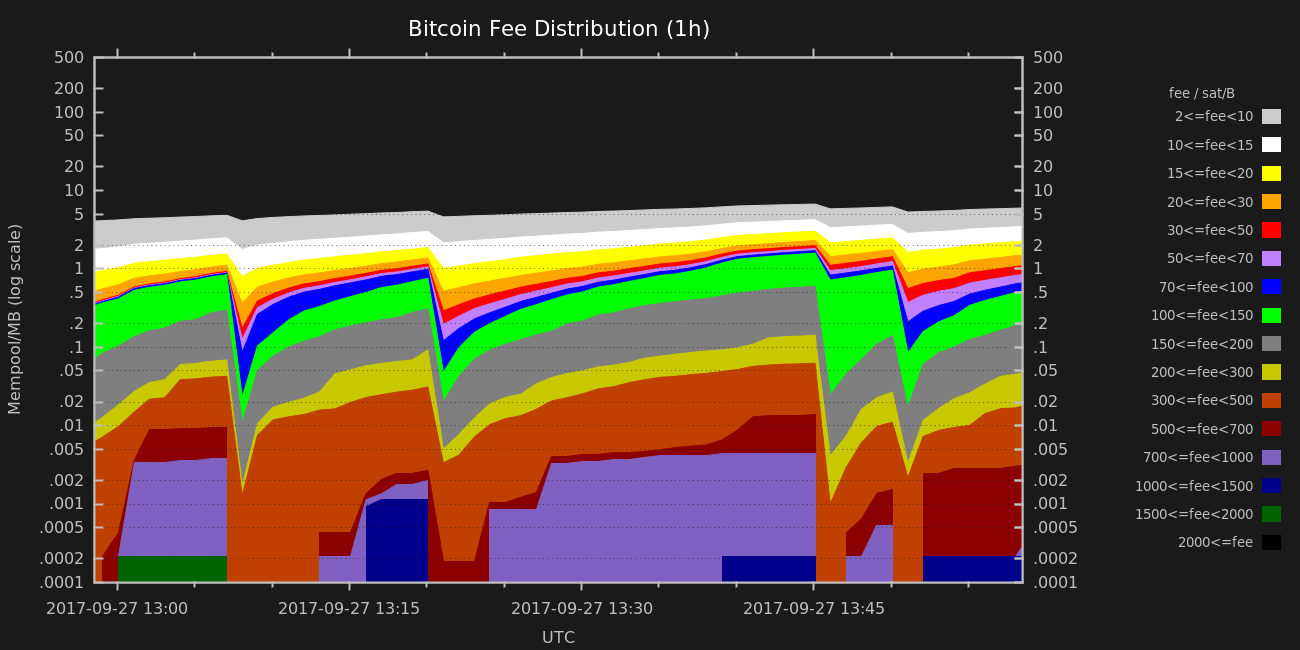 Bitcoin Fee Distribution (1h)
500 500
200 200
100 100
50 50
20 20
10 10
5 5
2 2
1 1
.5 .5
.2 .2
.1 .1
.05 .05
.02 .02
.01 .01
.005 .005
.002 .002
.001 .001
.0005 .0005
.0002 .0002
.0001 .0001
Mempool/MB (log scale)
2017-09-27 13:00 2017-09-27 13:15 2017-09-27 13:30 2017-09-27 13:45
UTC
fee / sat/B
2<=fee<10
10<=fee<15
15<=fee<20
20<=fee<30
30<=fee<50
50<=fee<70
70<=fee<100
100<=fee<150
150<=fee<200
200<=fee<300
300<=fee<500
500<=fee<700
700<=fee<1000
1000<=fee<1500
1500<=fee<2000
2000<=fee